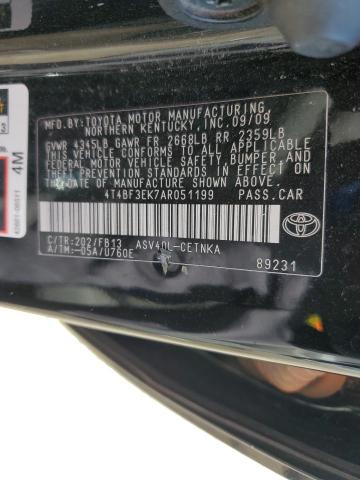 MFD.BY:TOYOTA MOTOR MANUFACTURING,
NORTHERN KENTUCKY, INC. 09/09
GVWR 4345LB GAWR FR 2668LB RR 2359LB
THIS VEHICLE CONFORMS TO ALL APPLICABLE
FEDERAL MOTOR VEHICLE SAFETY, BUMPER, AND
THEFT PREVENTION STANDARDS IN EFFECT ON
THE DATE OF MANUFACTURE SHOWN ABOVE.
4T4BF3EK7AR051199 PASS.CAR
C/TR:202/FB13 ASV40L-CETNKA
A/TM:-05A/U760E
89231
TOYOTA
4M